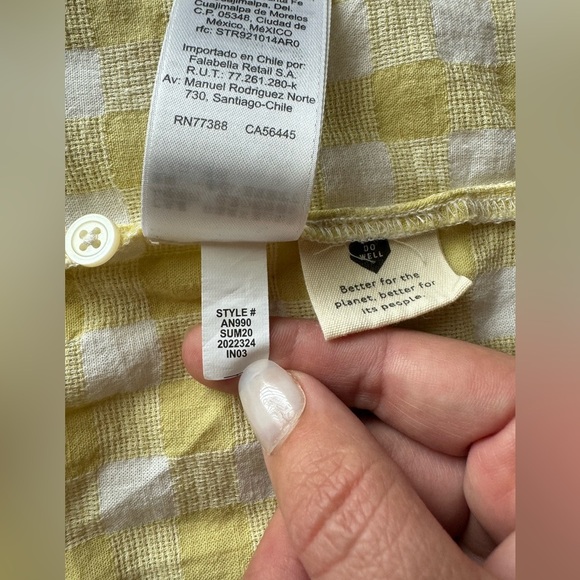 Cuajimalpa, Del.
Cuajimalpa de Morelos
C.P. 05348, Ciudad de
México, MéXICO
rfc: STR921014AR0
Importado en Chile por:
Falabella Retail S.A.
R.U.T: 77.261.280-k
Av: Manuel Rodriguez Norte
730, Santiago-Chile
RN77388 CA56445
STYLE #
AN990
SUM20
2022324
IN03
DO
WELL
Better for the
planet, better for
its people.